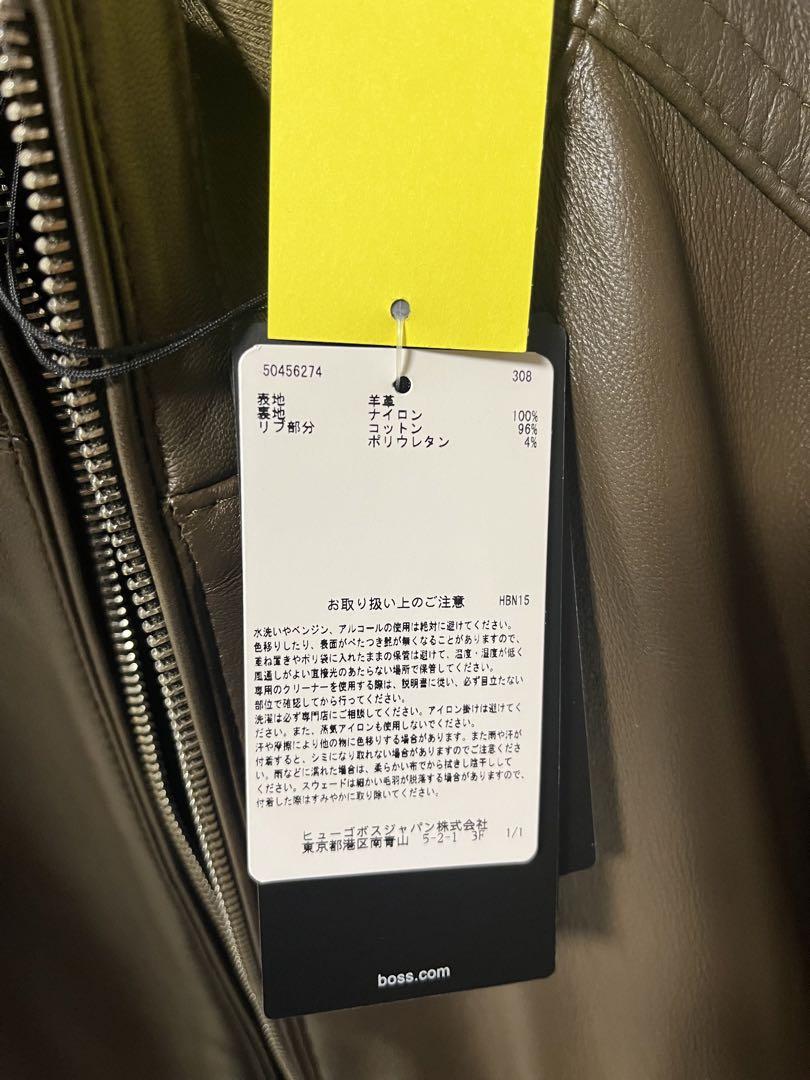 50456274 308
表地 羊革
裏地 ナイロン 100%
リブ部分 コットン 96%
ポリウレタン 4%
お取り扱い上のご注意 HBN15
水洗いやベンジン、アルコールの使用は絶対に避けてください。
色移りしたり、表面がべたつき艶が無くなることがありますので、
重ね置きやポリ袋に入れたままの保管は避けて、温度・湿度が低く
風通しがよい直接光のあたらない場所で保管してください。
専用のクリーナーを使用する際は、説明書に従い、必ず目立たない
部位で確認してから行ってください。
洗濯は必ず専門店にご相談してください。アイロン掛けは避けてく
ださい。また、蒸気アイロンも使用しないでください。
汗や摩擦により他の物に色移りする場合があります。また雨や汗が
付着すると、シミになり取れない場合がありますのでご注意くださ
い。雨などに濡れた場合は、柔らかい布でから拭きし陰干しして
ください。スウェードは細かい毛羽が脱落する場合がありますので、
付着した際はすみやかに取り除いてください。
ヒューゴボスジャパン株式会社
東京都港区南青山 5-2-1 3F 1/1
boss.com